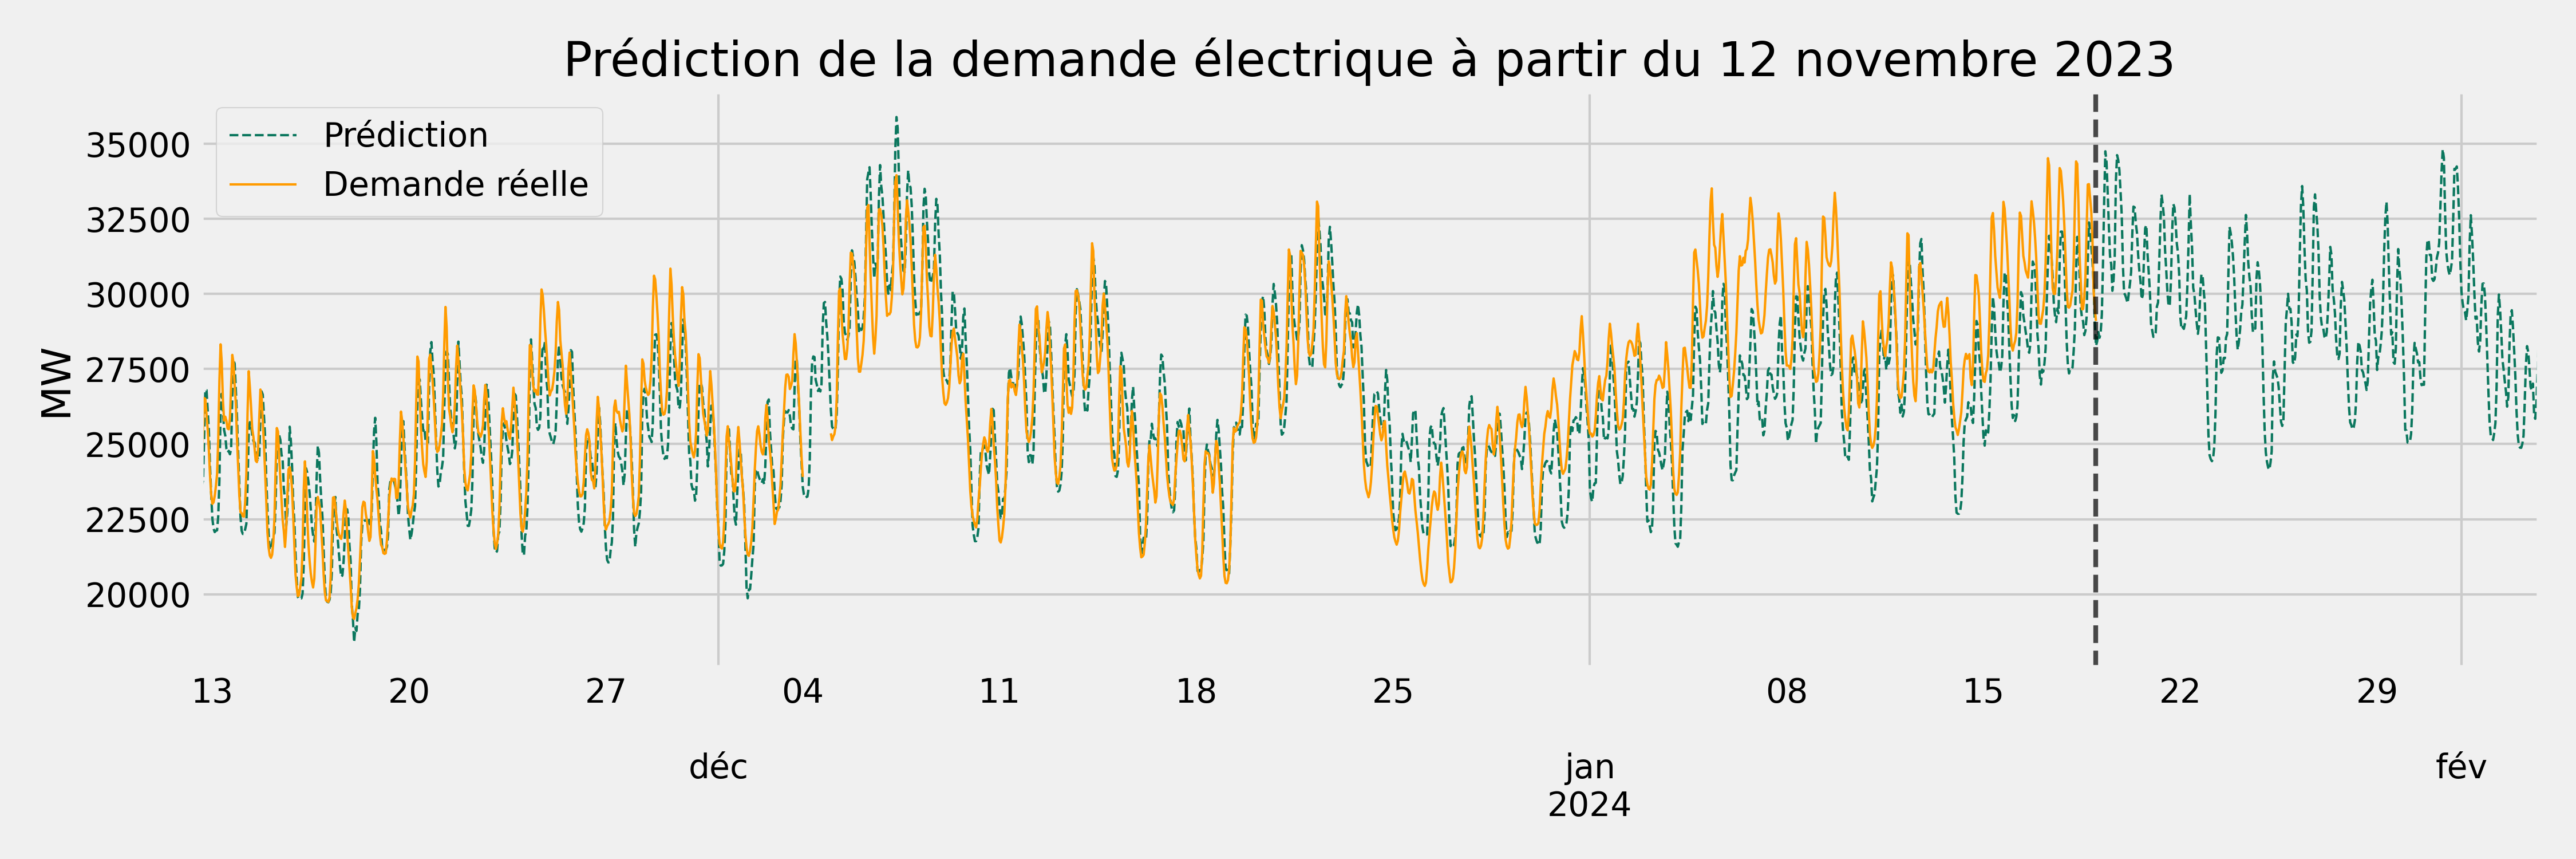 Prédiction de la demande électrique à partir du 12 novembre 2023
Prédiction
Demande réelle
MW
35000
32500
30000
27500
25000
22500
20000
13 20 27 04 11 18 25 08 15 22 29
déc jan fév
2024